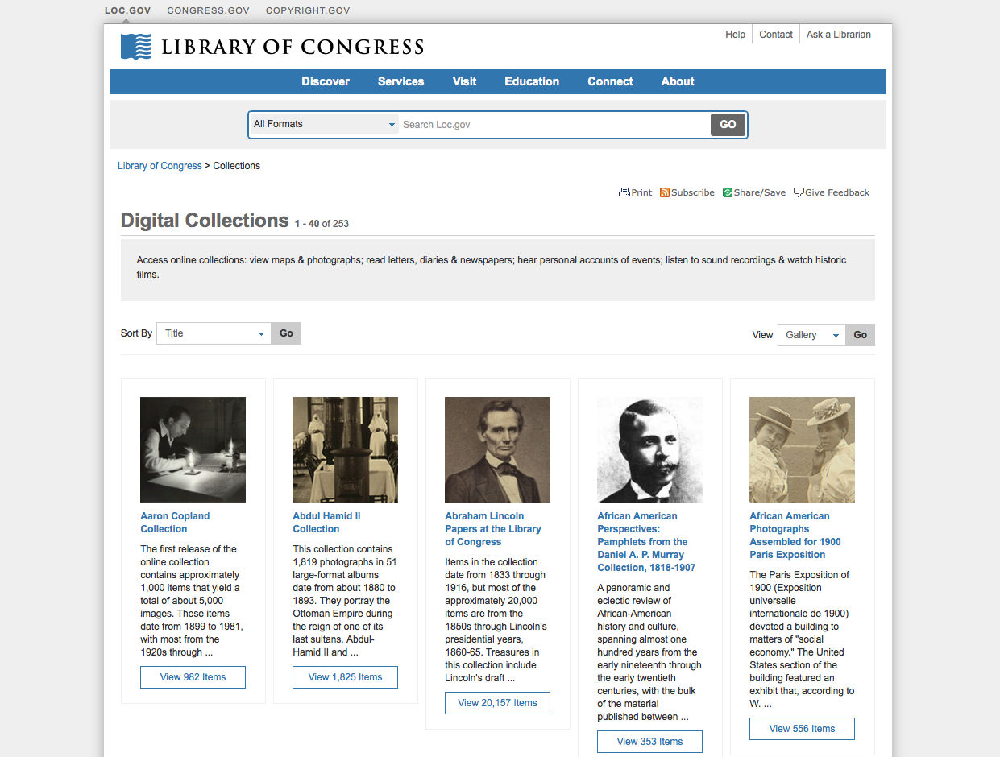 LOC.GOV CONGRESS.GOV COPYRIGHT.GOV
Help Contact Ask a Librarian
LIBRARY OF CONGRESS
Discover Services Visit Education Connect About
All Formats Search Loc.gov GO
Library of Congress > Collections
Print Subscribe Share/Save Give Feedback
Digital Collections 1 - 40 of 253
Access online collections: view maps & photographs; read letters, diaries & newspapers; hear personal accounts of events; listen to sound recordings & watch historic
films.
Sort By Title Go
View Gallery Go
Aaron Copland
Collection
The first release of the
online collection
contains approximately
1,000 items that yield a
total of about 5,000
images. These items
date from 1899 to 1981,
with most from the
1920s through ...
View 982 Items
Abdul Hamid II
Collection
This collection contains
1,819 photographs in 51
large-format albums
date from about 1880 to
1893. They portray the
Ottoman Empire during
the reign of one of its
last sultans, Abdul-
Hamid II and ...
View 1,825 Items
Abraham Lincoln
Papers at the Library
of Congress
Items in the collection
date from 1833 through
1916, but most of the
approximately 20,000
items are from the
1850s through Lincoln's
presidential years,
1860-65. Treasures in
this collection include
Lincoln's draft ...
View 20,157 Items
African American
Perspectives:
Pamphlets from the
Daniel A. P. Murray
Collection, 1818-1907
A panoramic and
eclectic review of
African-American
history and culture,
spanning almost one
hundred years from the
early nineteenth through
the early twentieth
centuries, with the bulk
of the material
published between ...
View 353 Items
African American
Photographs
Assembled for 1900
Paris Exposition
The Paris Exposition of
1900 (Exposition
universelle
internationale de 1900)
devoted a building to
matters of "social
economy." The United
States section of the
building featured an
exhibit that, according to
W. ...
View 556 Items